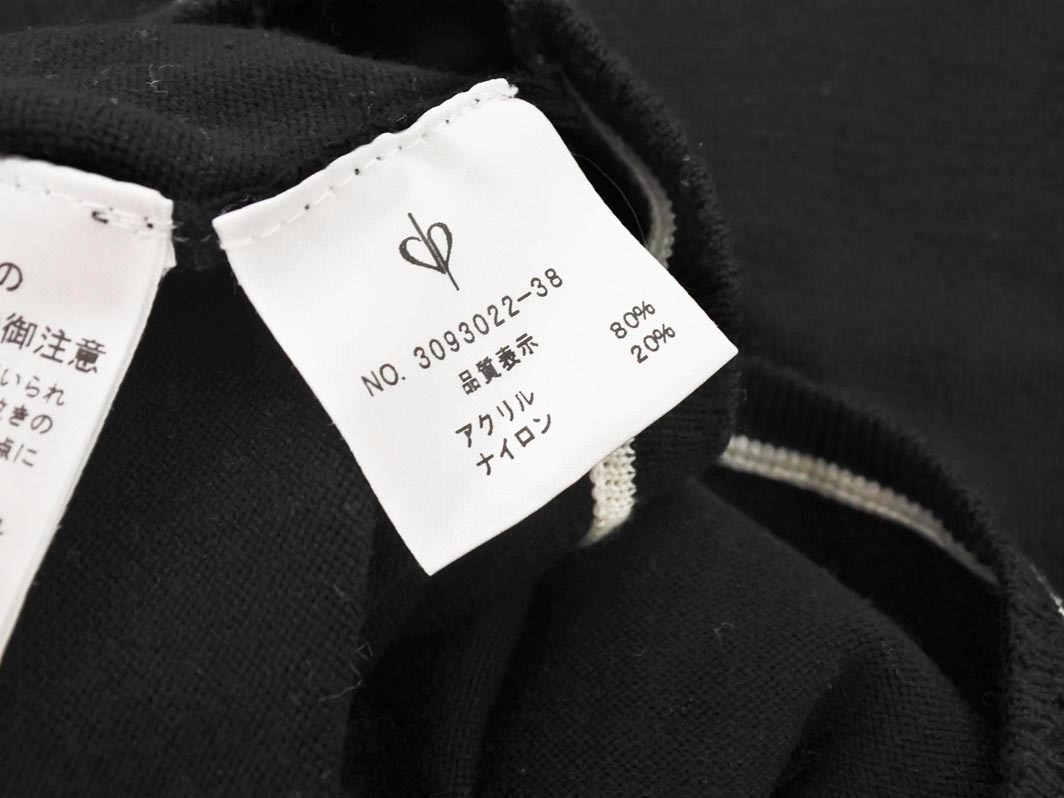 の
御注意
いられ
きの
点に
NO. 3093022-38
品質表示
アクリル 80%
ナイロン 20%